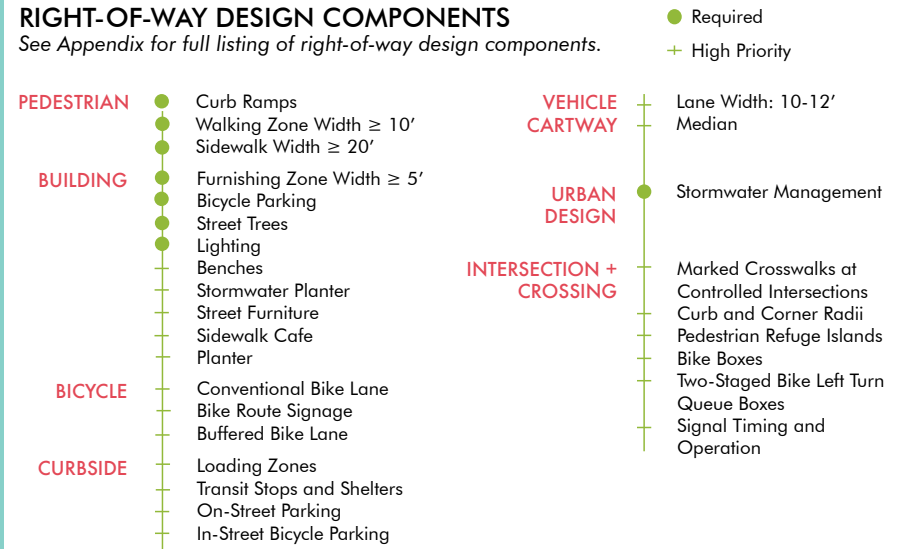 RIGHT-OF-WAY DESIGN COMPONENTS
See Appendix for full listing of right-of-way design components.
Required
High Priority
PEDESTRIAN
Curb Ramps
Walking Zone Width ≥ 10’
Sidewalk Width ≥ 20’
BUILDING
Furnishing Zone Width ≥ 5’
Bicycle Parking
Street Trees
Lighting
Benches
Stormwater Planter
Street Furniture
Sidewalk Cafe
Planter
BICYCLE
Conventional Bike Lane
Bike Route Signage
Buffered Bike Lane
CURBSIDE
Loading Zones
Transit Stops and Shelters
On-Street Parking
In-Street Bicycle Parking
VEHICLE
CARTWAY
Lane Width: 10-12’
Median
URBAN
DESIGN
Stormwater Management
INTERSECTION +
CROSSING
Marked Crosswalks at
Controlled Intersections
Curb and Corner Radii
Pedestrian Refuge Islands
Bike Boxes
Two-Staged Bike Left Turn
Queue Boxes
Signal Timing and
Operation